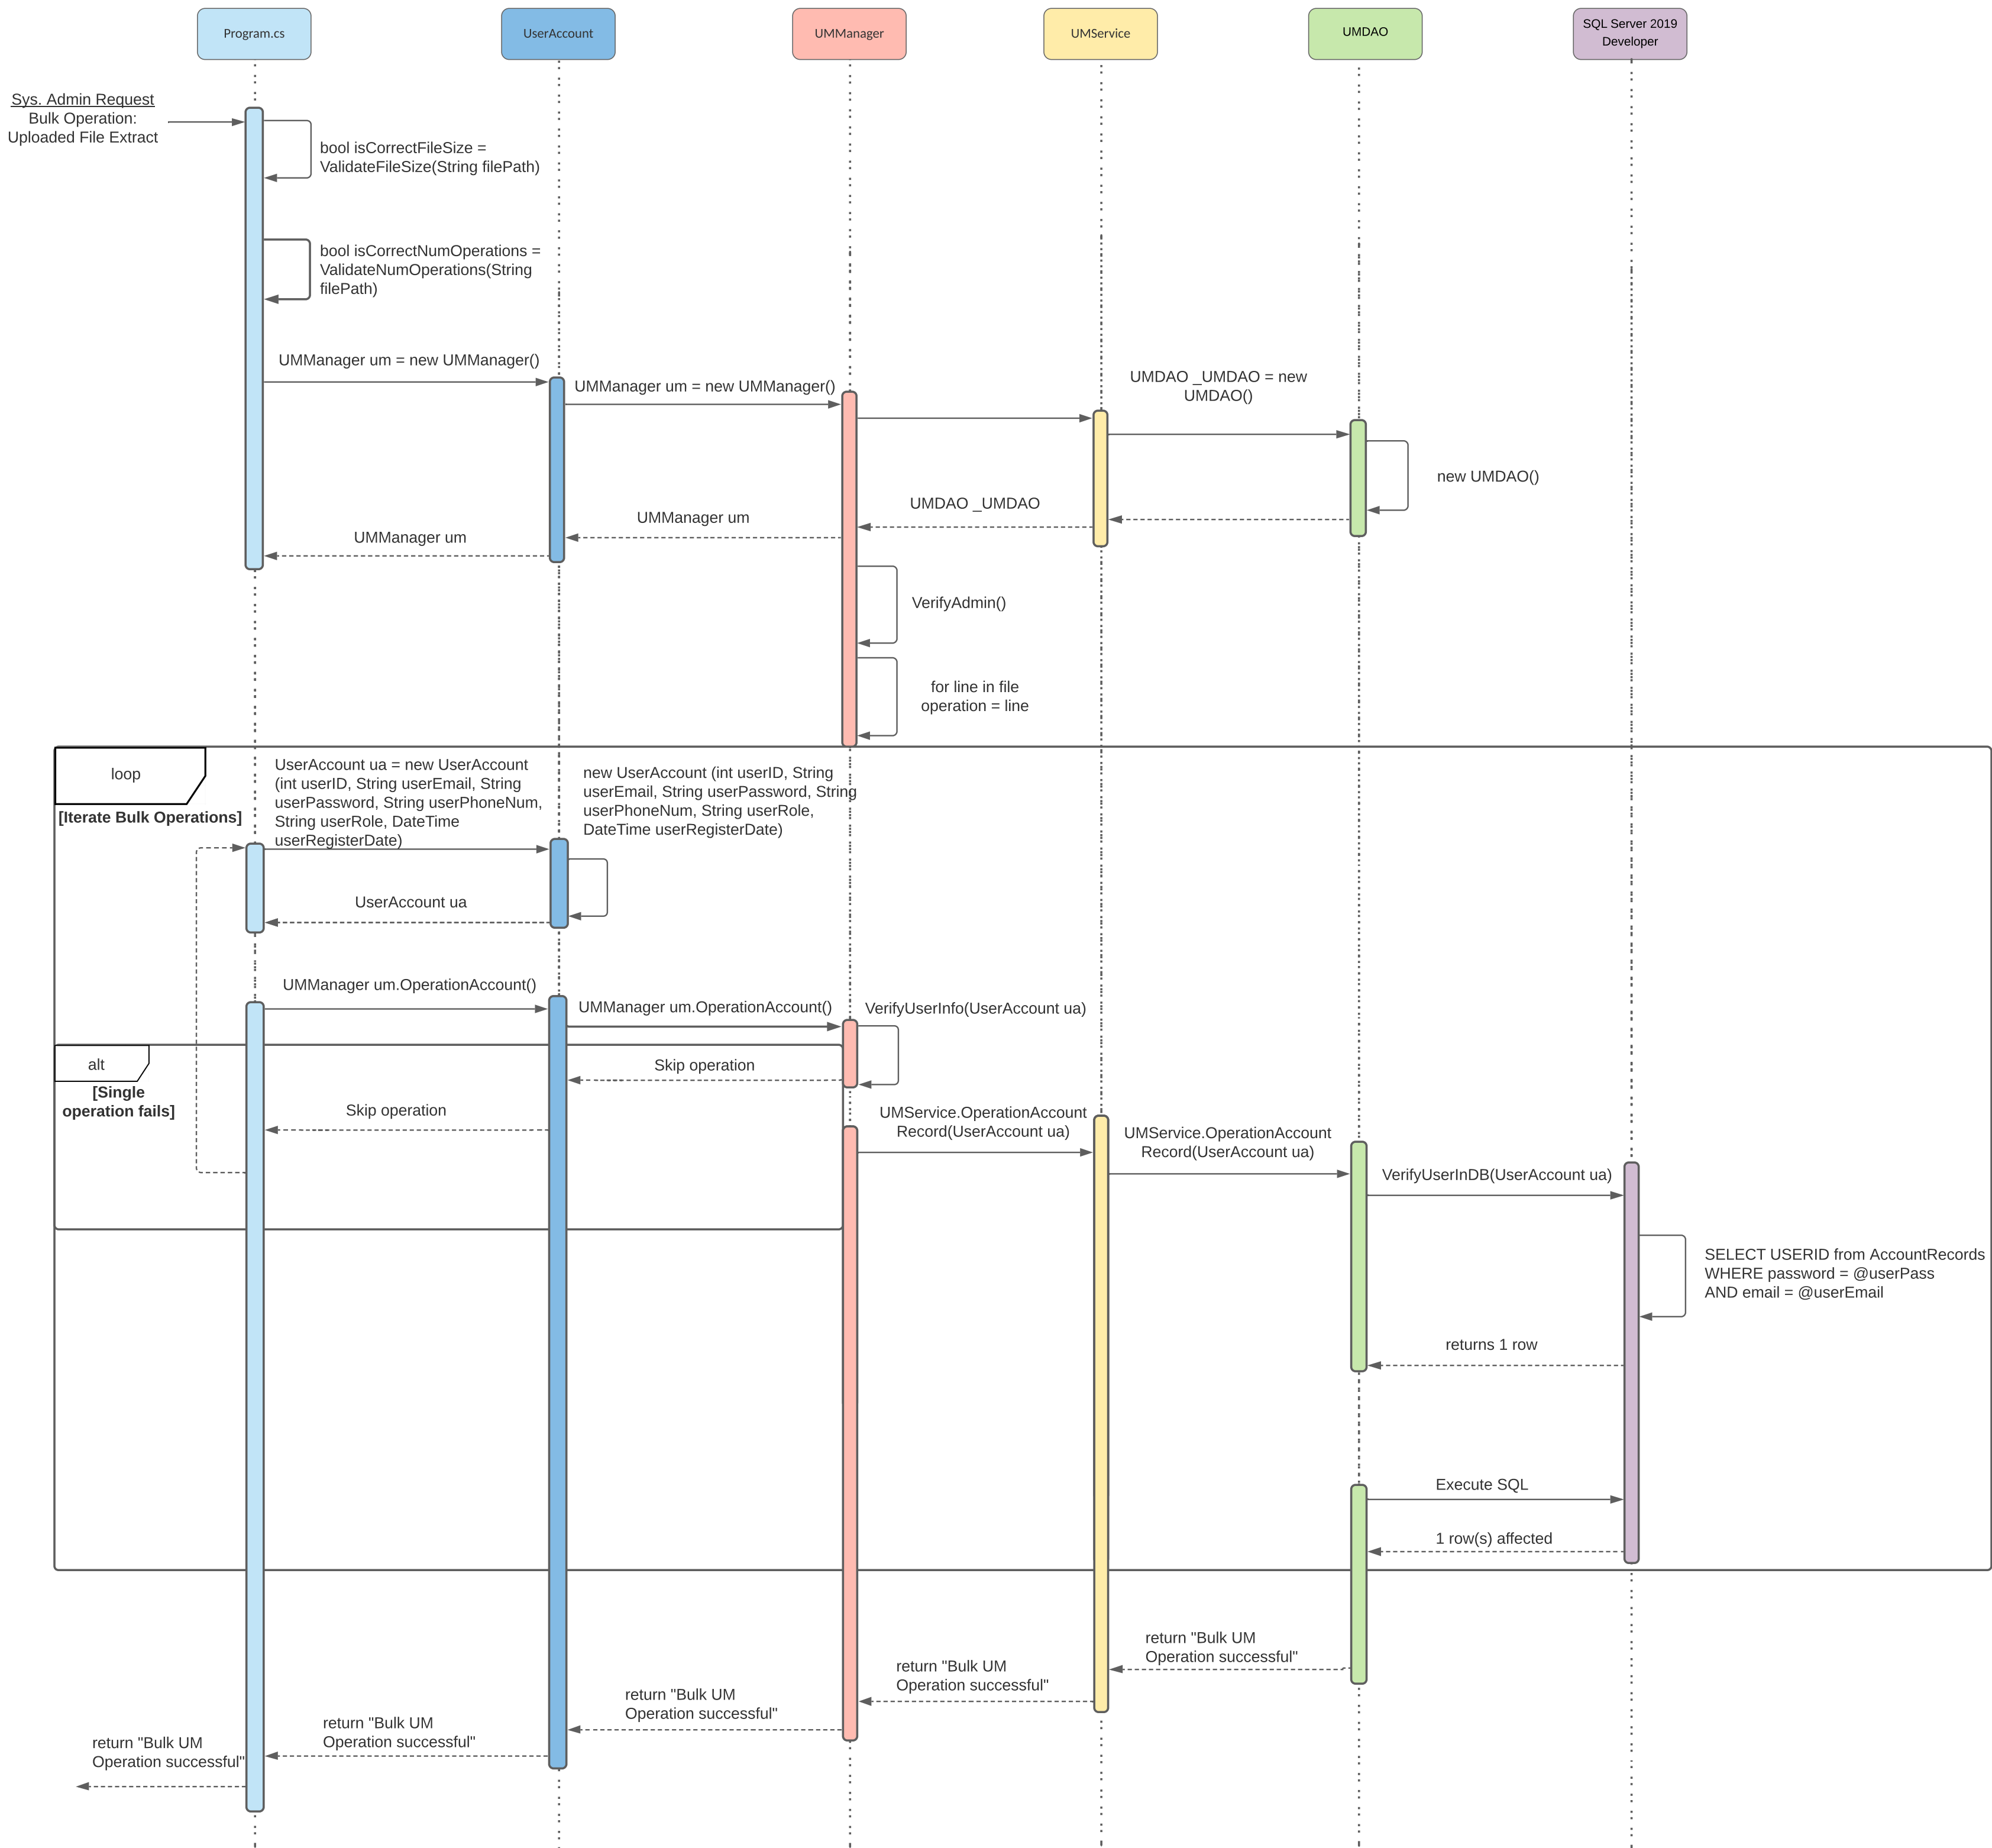 Program.cs
UserAccount
UMManager
UMService
UMDAO
SQL Server 2019
Developer
Sys. Admin Request
Bulk Operation:
Uploaded File Extract
bool isCorrectFileSize =
ValidateFileSize(String filePath)
bool isCorrectNumOperations =
ValidateNumOperations(String
filePath)
UMManager um = new UMManager()
UMManager um = new UMManager()
UMDAO _UMDAO = new
UMDAO()
new UMDAO()
UMDAO _UMDAO
UMManager um
UMManager um
VerifyAdmin()
for line in file
operation = line
loop
[Iterate Bulk Operations]
UserAccount ua = new UserAccount
(int userID, String userEmail, String
userPassword, String userPhoneNum,
String userRole, DateTime
userRegisterDate)
new UserAccount (int userID, String
userEmail, String userPassword, String
userPhoneNum, String userRole,
DateTime userRegisterDate)
UserAccount ua
UMManager um.OperationAccount()
UMManager um.OperationAccount()
VerifyUserInfo(UserAccount ua)
alt
[Single
operation fails]
Skip operation
Skip operation
UMService.OperationAccount
Record(UserAccount ua)
UMService.OperationAccount
Record(UserAccount ua)
VerifyUserInDB(UserAccount ua)
SELECT USERID from AccountRecords
WHERE password = @userPass
AND email = @userEmail
returns 1 row
Execute SQL
1 row(s) affected
return "Bulk UM
Operation successful"
return "Bulk UM
Operation successful"
return "Bulk UM
Operation successful"
return "Bulk UM
Operation successful"
return "Bulk UM
Operation successful"